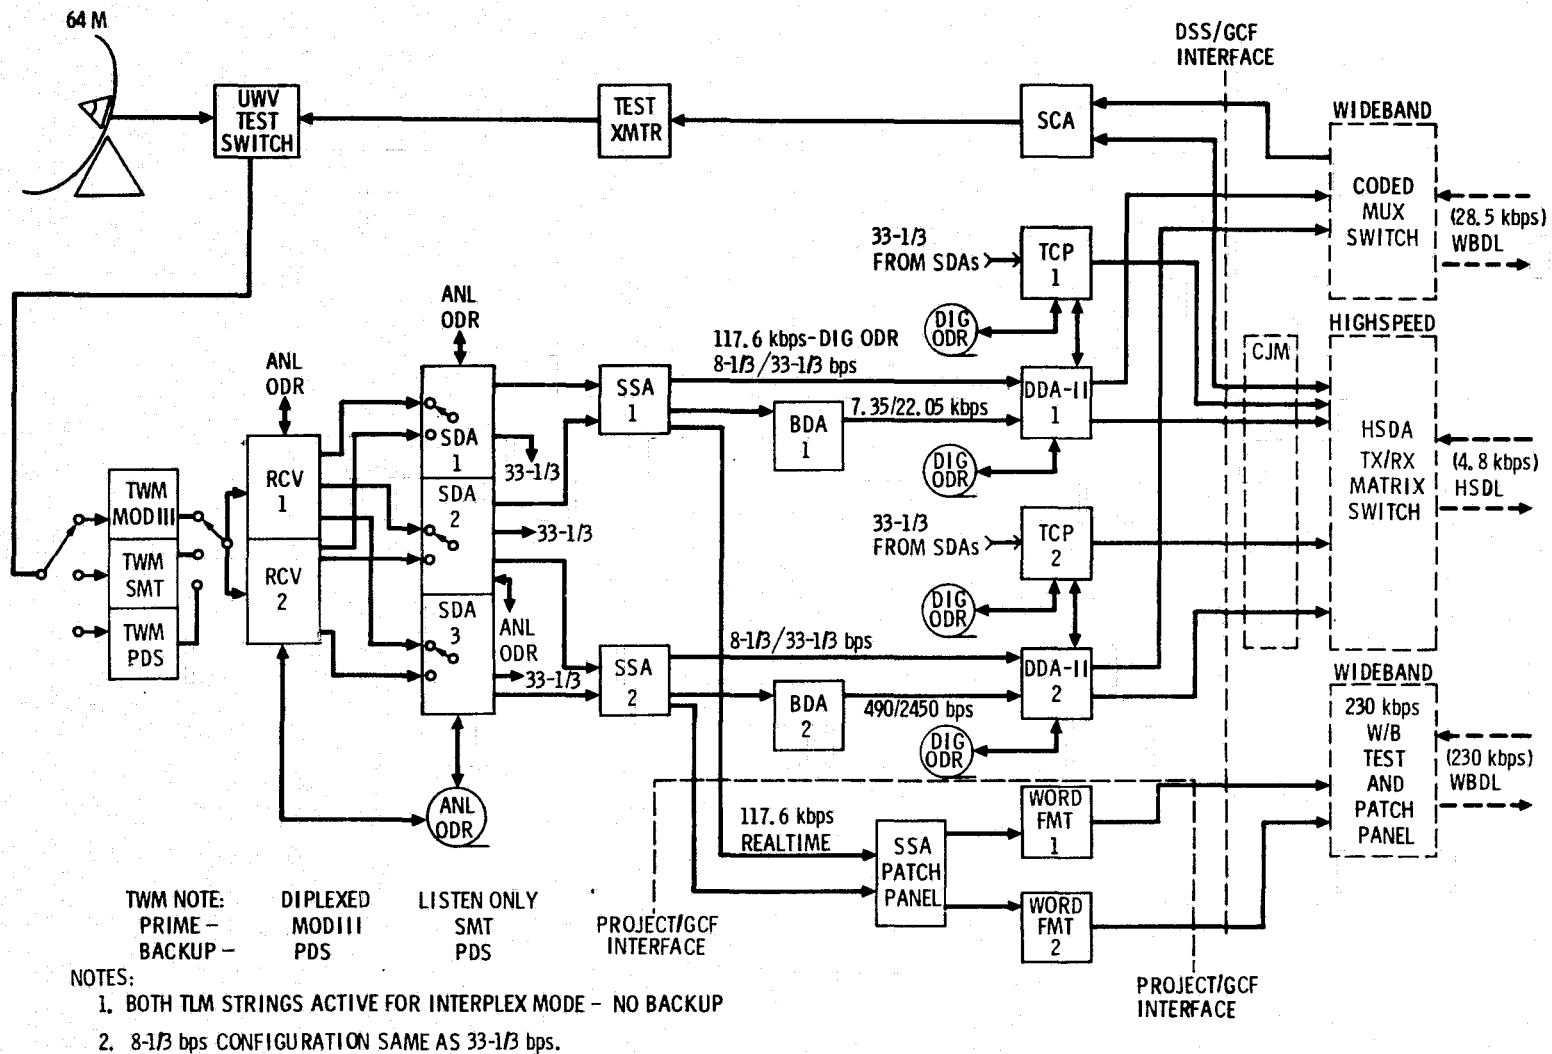 64 M
UWV
TEST
SWITCH
TEST
XMTR
SCA
DSS/GCF
INTERFACE
WIDEBAND
CODED
MUX
SWITCH
(28.5 kbps)
WBDL
33-1/3
FROM SDAs
TCP
1
DIG
ODR
ANL
ODR
ANL
ODR
117.6 kbps-DIG ODR
8-1/3/33-1/3 bps
SSA
1
BDA
1
7.35/22.05 kbps
DDA-II
1
DIG
ODR
CJM
HIGHSPEED
HSDA
TX/RX
MATRIX
SWITCH
(4.8 kbps)
HSDL
TWM
MODIII
TWM
SMT
TWM
PDS
RCV
1
RCV
2
SDA
1
33-1/3
SDA
2
33-1/3
SDA
3
ANL
ODR
33-1/3
33-1/3
FROM SDAs
TCP
2
DIG
ODR
8-1/3/33-1/3 bps
SSA
2
BDA
2
490/2450 bps
DDA-II
2
DIG
ODR
WIDEBAND
230 kbps
W/B
TEST
AND
PATCH
PANEL
(230 kbps)
WBDL
ANL
ODR
117.6 kbps
REALTIME
SSA
PATCH
PANEL
WORD
FMT
1
WORD
FMT
2
PROJECT/GCF
INTERFACE
PROJECT/GCF
INTERFACE
TWM NOTE: DIPLEXED LISTEN ONLY
PRIME - MODIII SMT
BACKUP - PDS PDS
NOTES:
1. BOTH TLM STRINGS ACTIVE FOR INTERPLEX MODE - NO BACKUP
2. 8-1/3 bps CONFIGURATION SAME AS 33-1/3 bps.